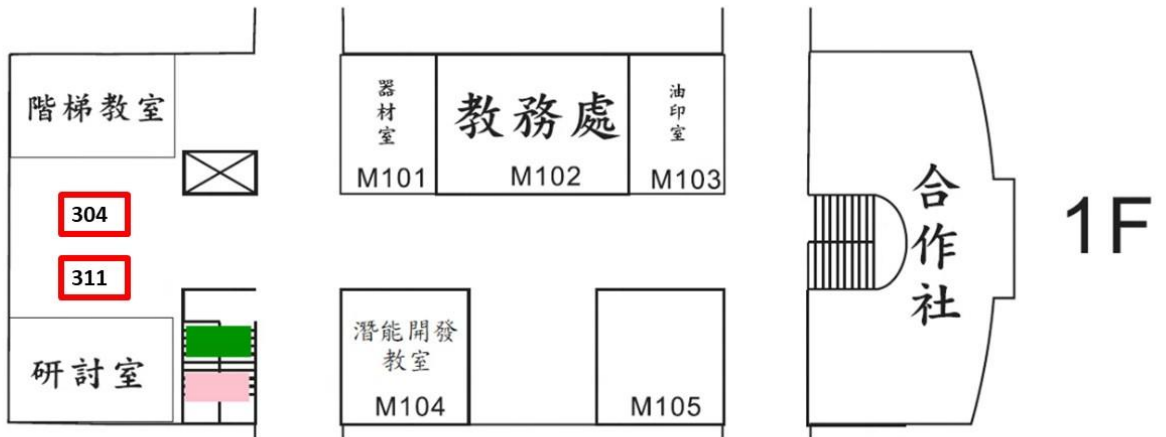 階梯教室
304
311
研討室
器材室
M101
教務處
M102
油印室
M103
潛能開發
教室
M104
M105
合作社
1F